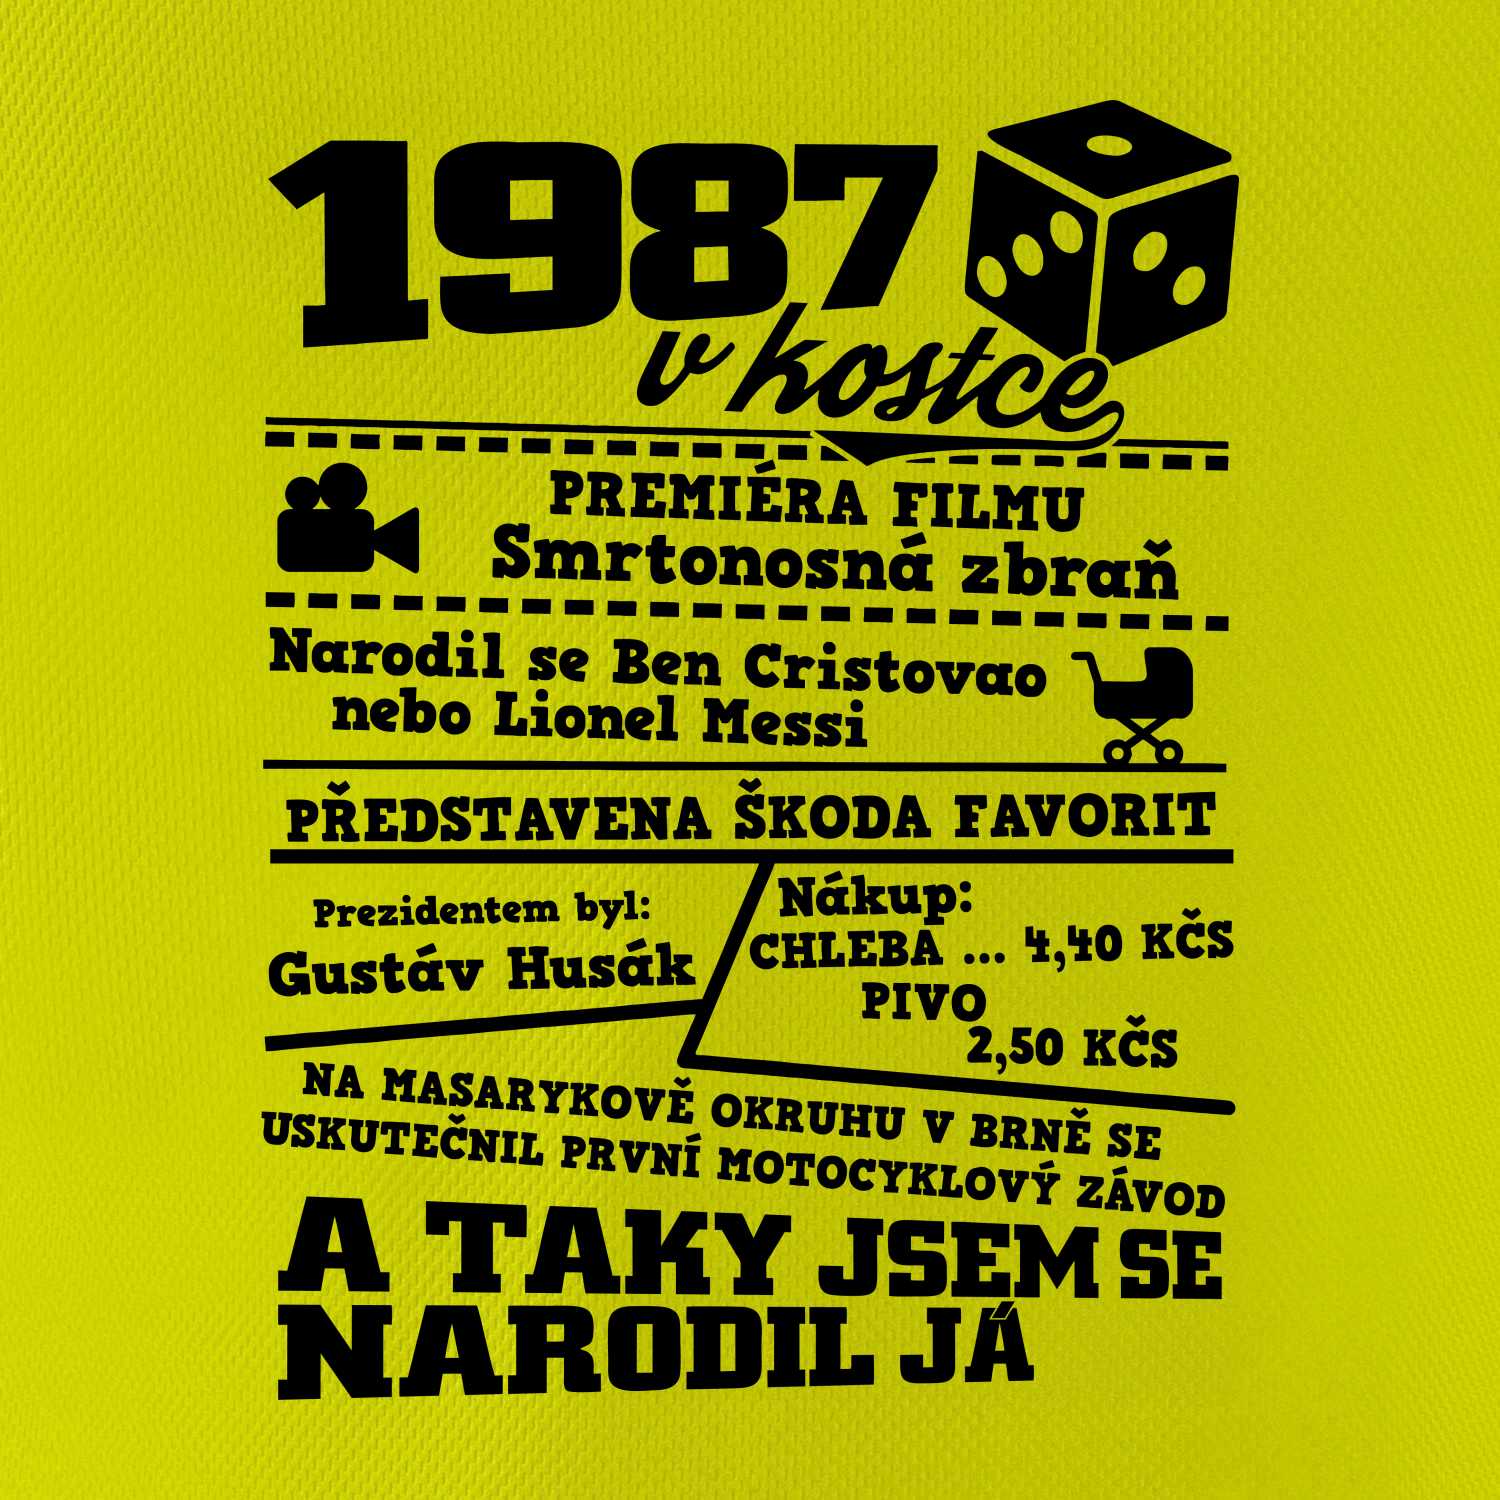 1987
v kostce
PREMIÉRA FILMU
Smrtonosná zbraň
Narodil se Ben Cristovao
nebo Lionel Messi
PŘEDSTAVENA ŠKODA FAVORIT
Prezidentem byl:
Gustáv Husák
Nákup:
CHLEBA ... 4,40 KČS
PIVO
2,50 KČS
NA MASARYKOVĚ OKRUHU V BRNĚ SE
USKUTEČNIL PRVNÍ MOTOCYKLOVÝ ZÁVOD
A TAKY JSEM SE
NARODIL JÁ